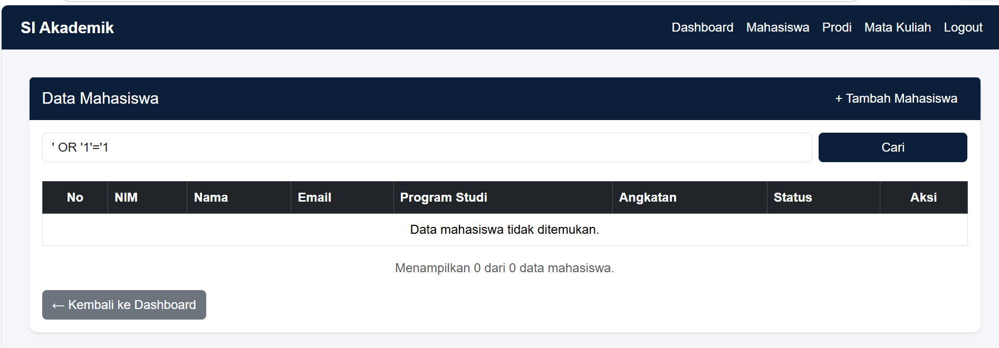 SI Akademik
Dashboard Mahasiswa Prodi Mata Kuliah Logout
Data Mahasiswa
+ Tambah Mahasiswa
' OR '1'='1
Cari
No NIM Nama Email Program Studi Angkatan Status Aksi
Data mahasiswa tidak ditemukan.
Menampilkan 0 dari 0 data mahasiswa.
← Kembali ke Dashboard